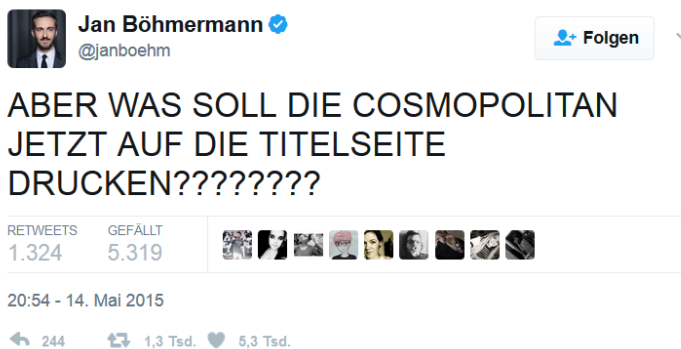 Jan Böhmermann
@janboehm
Folgen
ABER WAS SOLL DIE COSMOPOLITAN
JETZT AUF DIE TITELSEITE
DRUCKEN????????
RETWEETS GEFÄLLT
1.324 5.319
20:54 - 14. Mai 2015
244 1,3 Tsd. 5,3 Tsd.